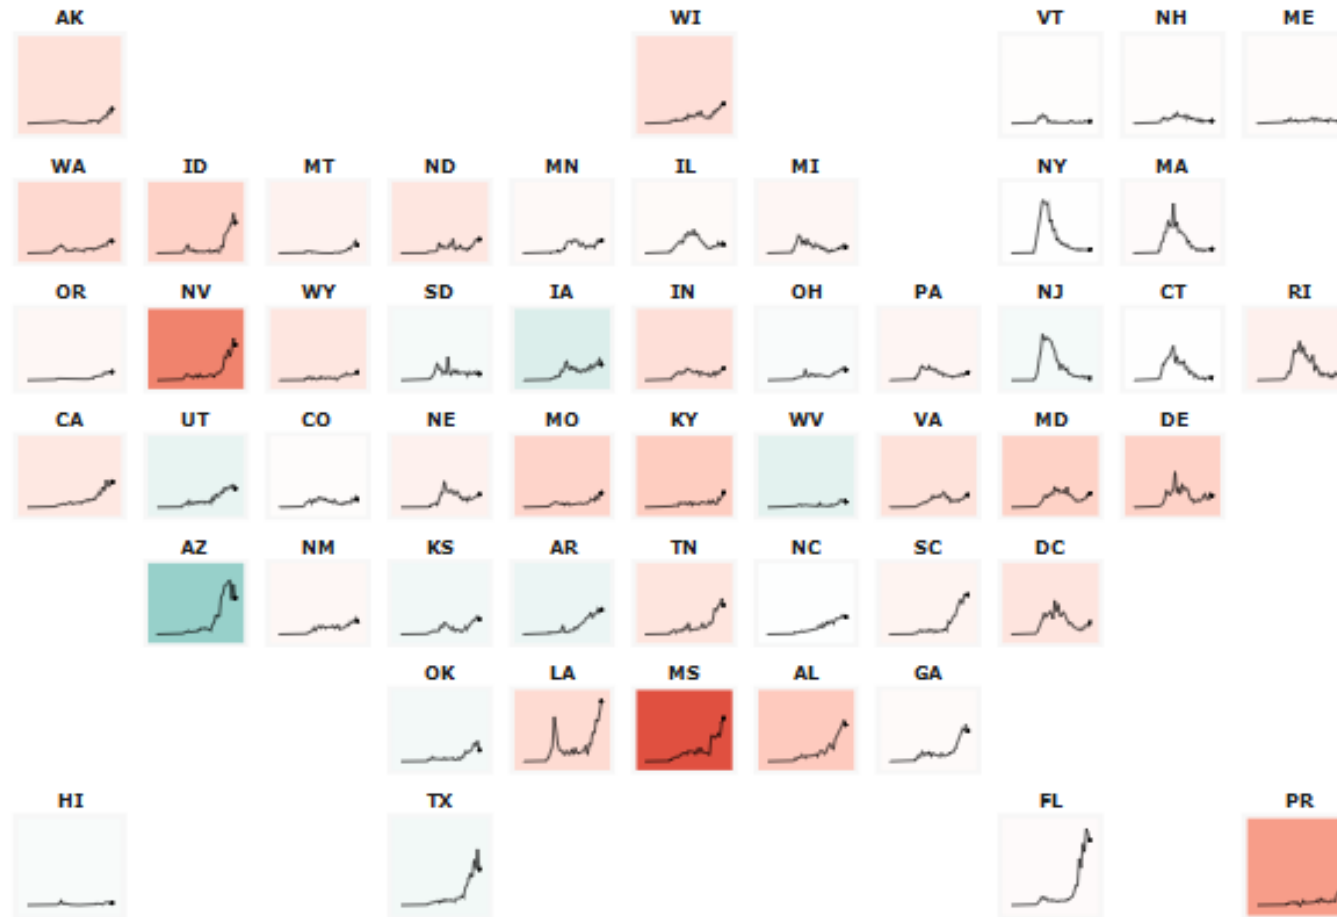 AK WI VT NH ME
WA ID MT ND MN IL MI NY MA
OR NV WY SD IA IN OH PA NJ CT RI
CA UT CO NE MO KY WV VA MD DE
AZ NM KS AR TN NC SC DC
OK LA MS AL GA
HI TX FL PR